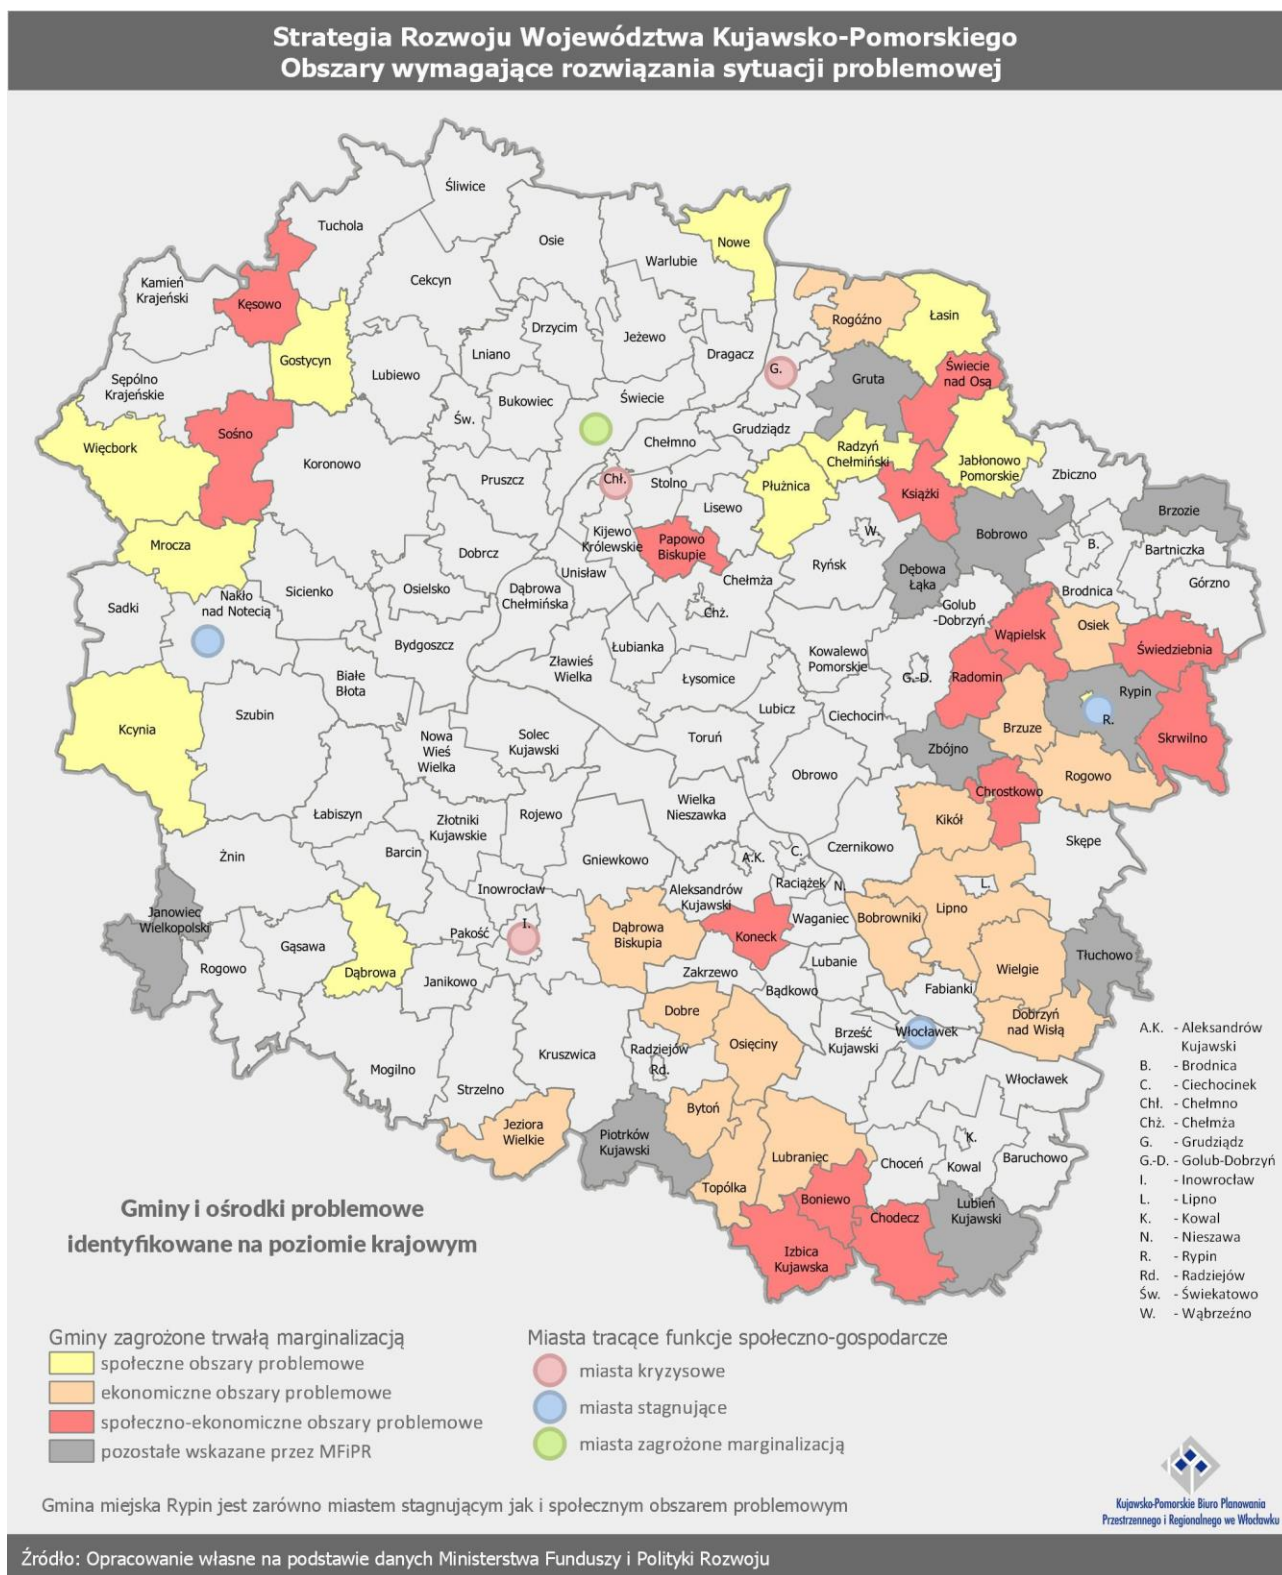 Strategia Rozwoju Województwa Kujawsko-Pomorskiego
Obszary wymagające rozwiązania sytuacji problemowej
Śliwice
Tuchola
Osie
Nowe
Warlubie
Kamień
Krajeński
Cekcyn
Kęsowo
Rogóźno
Łasin
Drzycim
Jeżewo
Gostycyn
Lniano
Dragacz
Świecie
nad Osą
Sępólno
Krajeńskie
Lubiewo
G.
Gruta
Bukowiec
Świecie
Św.
Sośno
Grudziądz
Więcbork
Chełmno
Radzyń
Chełmiński
Jabłonowo
Pomorskie
Koronowo
Zbiczno
Pruszcz
Chł.
Stolno
Płużnica
Książki
Lisewo
Brzozie
Mrocza
Kijewo
Królewskie
Papowo
Biskupie
W.
Bobrowo
B.
Bartniczka
Dobrcz
Unisław
Chełmża
Ryńsk
Dębowa
Łąka
Górzno
Sadki
Nakło
nad Notecią
Sicienko
Osielsko
Dąbrowa
Chełmińska
Chż.
Brodnica
Golub
-Dobrzyń
Wąpielsk
Osiek
Bydgoszcz
Łubianka
Kowalewo
Pomorskie
Świedziebnia
Zławieś
Wielka
Białe
Błota
Łysomice
G.-D.
Radomin
Rypin
R.
Szubin
Lubicz
Ciechocin
Kcynia
Nowa
Wieś
Wielka
Solec
Kujawski
Toruń
Brzuze
Skrwilno
Zbójno
Obrowo
Rogowo
Wielka
Nieszawka
Chrostkowo
Łabiszyn
Złotniki
Kujawskie
Rojewo
Kikół
Skępe
Żnin
Barcin
Gniewkowo
A.K.
C.
Czernikowo
Inowrocław
Aleksandrów
Kujawski
Raciążek
N.
L.
Janowiec
Wielkopolski
I.
Dąbrowa
Biskupia
Waganiec
Bobrowniki
Lipno
Pakość
Koneck
Gąsawa
Tłuchowo
Rogowo
Dąbrowa
Lubanie
Wielgie
Janikowo
Zakrzewo
Bądkowo
Fabianki
Dobre
Dobrzyń
nad Wisłą
Włocławek
Brześć
Kujawski
Osięciny
Kruszwica
Radziejów
Rd.
Mogilno
Strzelno
Włocławek
Bytoń
Jeziora
Wielkie
Piotrków
Kujawski
K.
Lubraniec
Choceń
Kowal
Baruchowo
Topólka
Boniewo
Lubień
Kujawski
Chodecz
Izbica
Kujawska
A.K. - Aleksandrów
Kujawski
B. - Brodnica
C. - Ciechocinek
Chł. - Chełmno
Chż. - Chełmża
G. - Grudziądz
G.-D. - Golub-Dobrzyń
I. - Inowrocław
L. - Lipno
K. - Kowal
N. - Nieszawa
R. - Rypin
Rd. - Radziejów
Św. - Świekatowo
W. - Wąbrzeźno
Gminy i ośrodki problemowe
identyfikowane na poziomie krajowym
Gminy zagrożone trwałą marginalizacją
społeczne obszary problemowe
ekonomiczne obszary problemowe
społeczno-ekonomiczne obszary problemowe
pozostałe wskazane przez MFiPR
Miasta tracące funkcje społeczno-gospodarcze
miasta kryzysowe
miasta stagnujące
miasta zagrożone marginalizacją
Gmina miejska Rypin jest zarówno miastem stagnującym jak i społecznym obszarem problemowym
Kujawsko-Pomorskie Biuro Planowania
Przestrzennego i Regionalnego we Włocławku
Źródło: Opracowanie własne na podstawie danych Ministerstwa Funduszy i Polityki Rozwoju